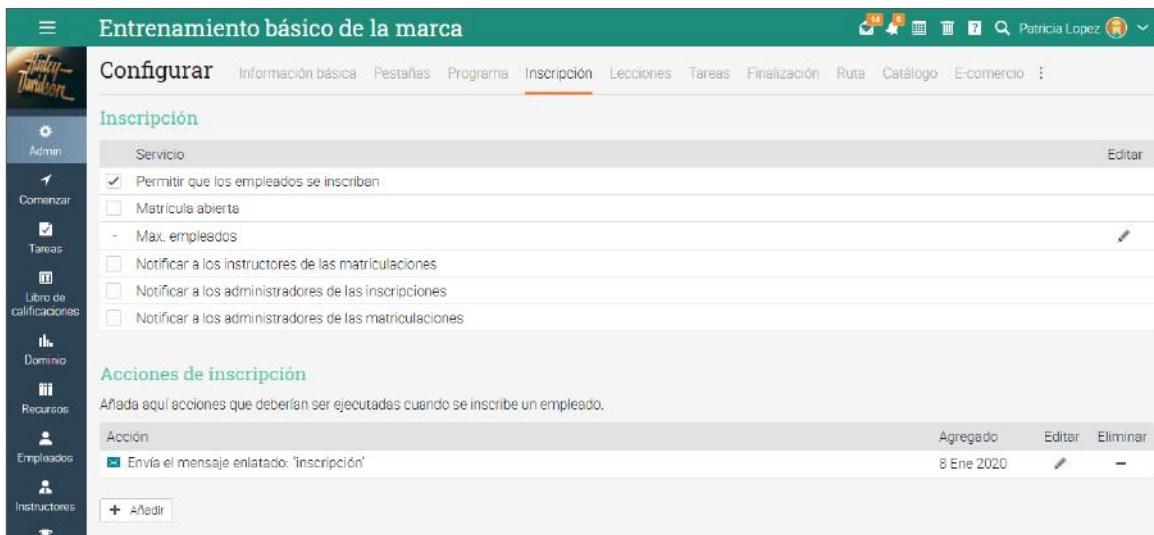 Entrenamiento básico de la marca
14
6
?
Patricia Lopez
Harley-
Davidson
Configurar
Información básica Pestañas Programa Inscripción Lecciones Tareas Finalización Ruta Catálogo E-comercio
Admin
Comenzar
Tareas
Libro de
calificaciones
Dominio
Recursos
Empleados
Instructores
Inscripción
Servicio Editar
Permitir que los empleados se inscriban
Matrícula abierta
- Max. empleados
Notificar a los instructores de las matriculaciones
Notificar a los administradores de las inscripciones
Notificar a los administradores de las matriculaciones
Acciones de inscripción
Añada aquí acciones que deberían ser ejecutadas cuando se inscribe un empleado.
Acción Agregado Editar Eliminar
Envía el mensaje enlatado: "inscripción" 8 Ene 2020
+ Añadir